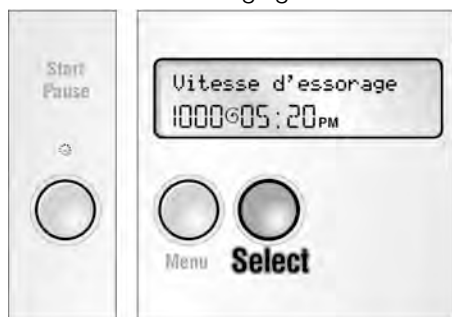 Start
Pause
Vitesse d'essorage
1000 05:20PM
Menu
Select